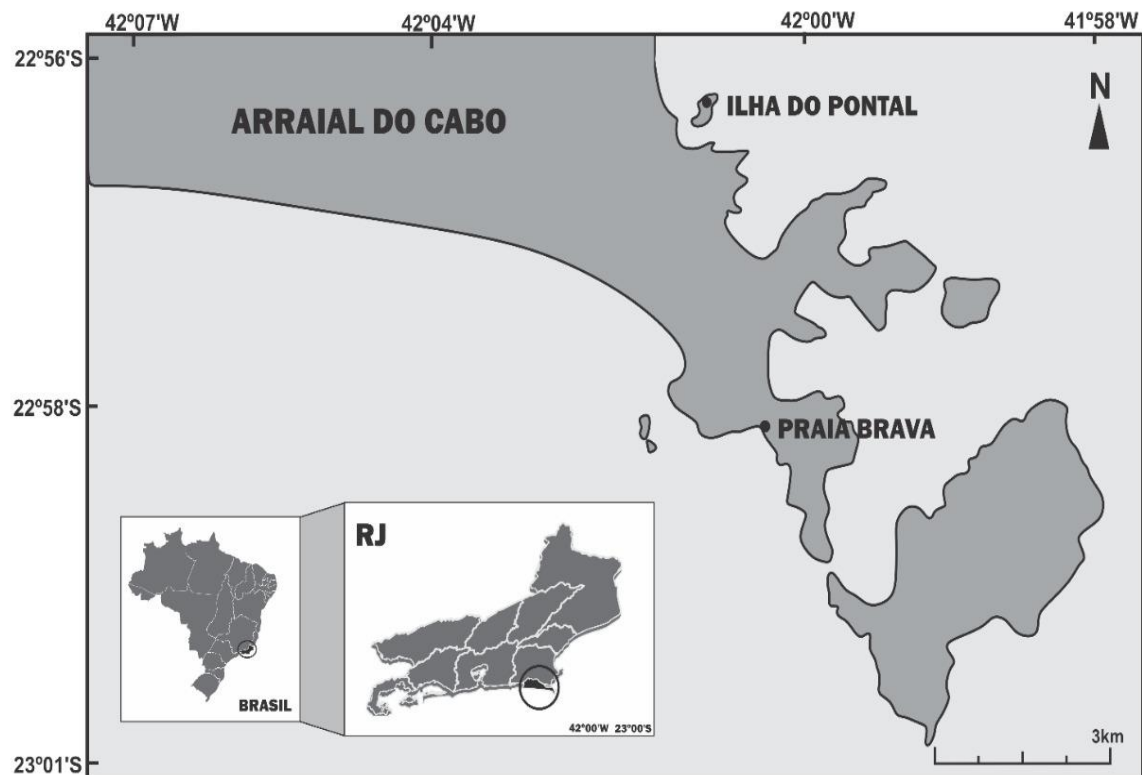 42º07'W
42º04'W
42º00'W
41º58'W
22º56'S
N
ILHA DO PONTAL
ARRAIAL DO CABO
22º58'S
PRAIA BRAVA
RJ
BRASIL
42º00'W 23º00'S
3km
23º01'S